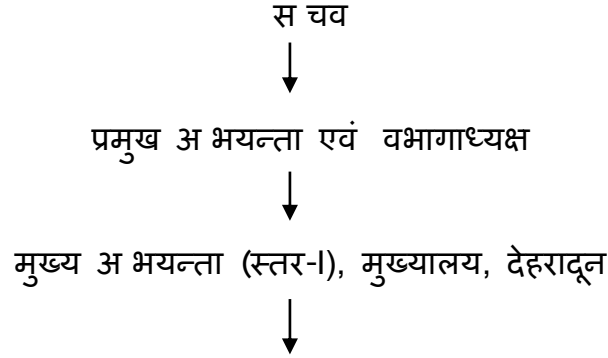 स चव
प्रमुख अ भयन्ता एवं वभागाध्यक्ष
मुख्य अ भयन्ता (स्तर-I), मुख्यालय, देहरादून